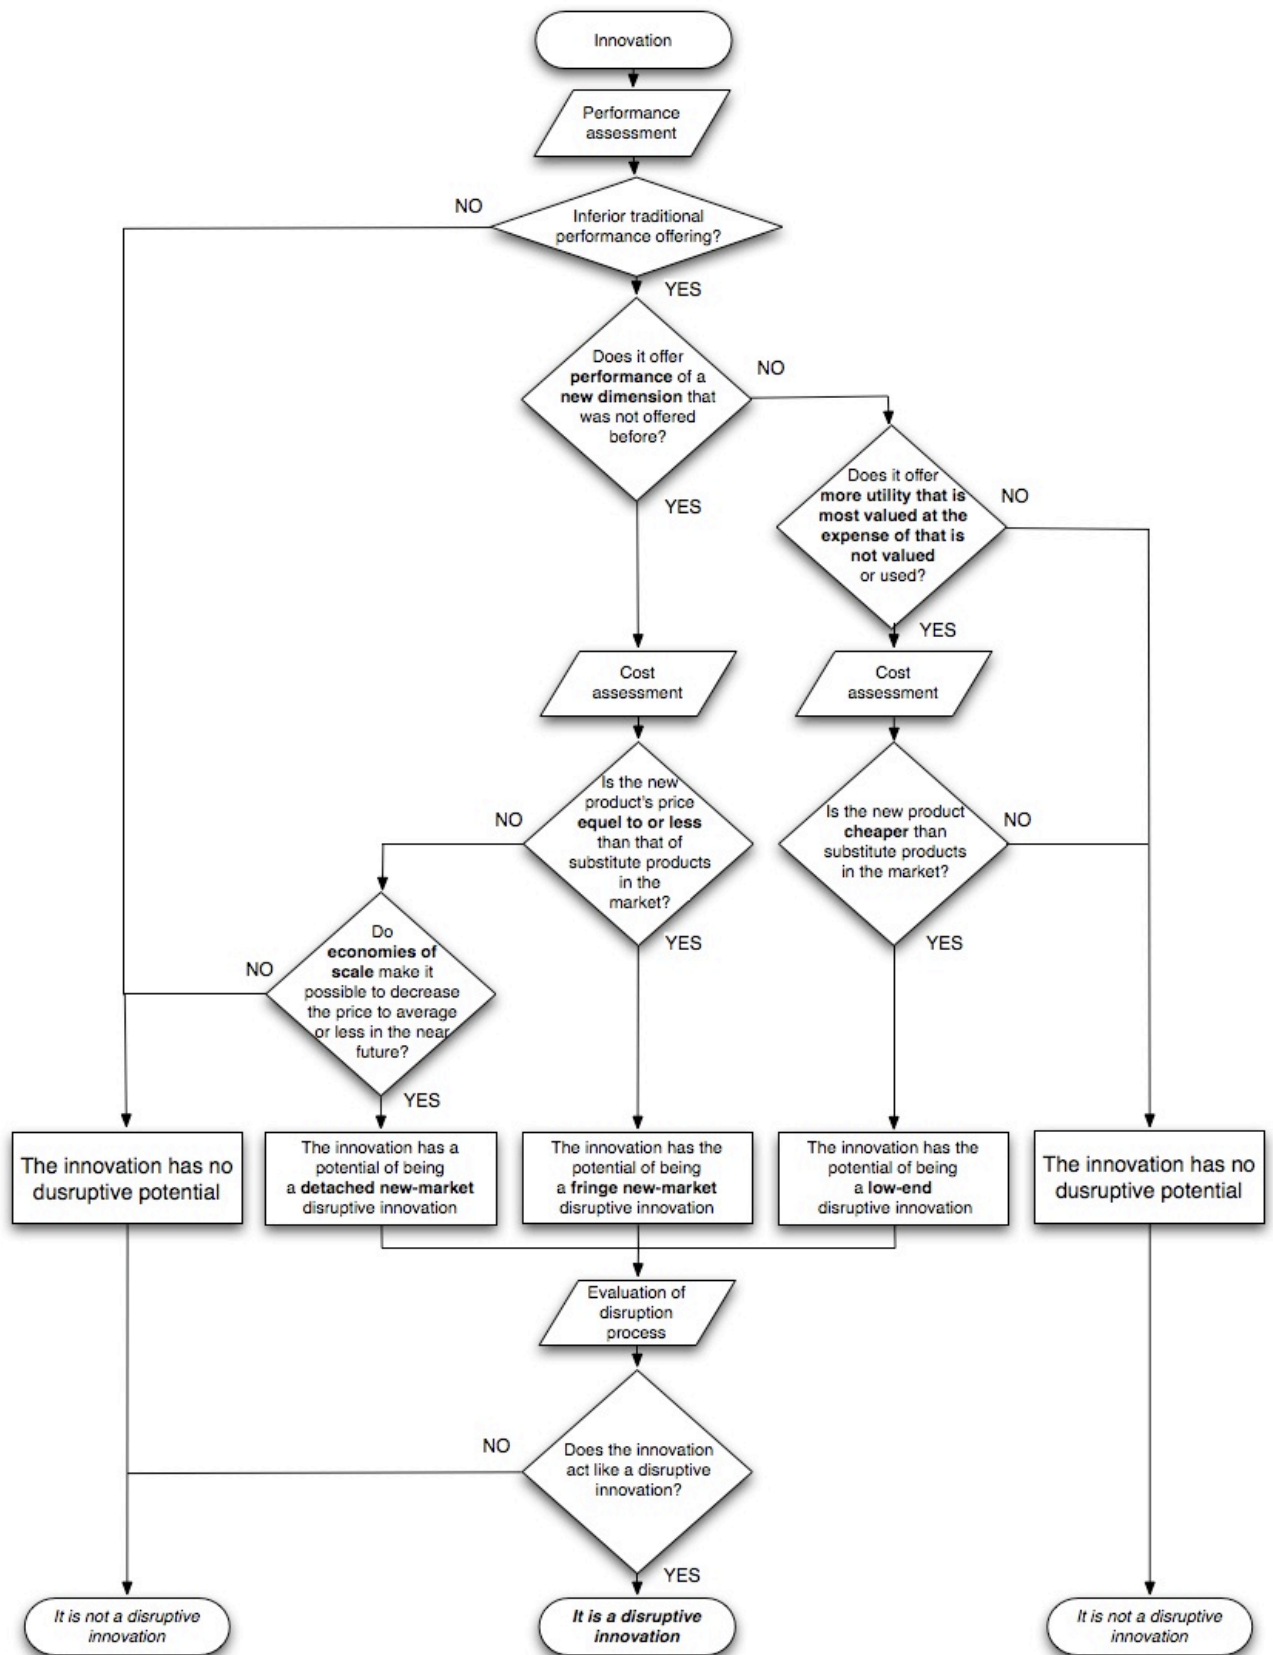 Innovation
Performance
assessment
NO
Inferior traditional
performance offering?
YES
Does it offer
performance of a
new dimension that
was not offered
before?
NO
YES
Does it offer
more utility that is
most valued at the
expense of that is
not valued
or used?
NO
YES
Cost
assessment
Cost
assessment
Is the new
product's price
equel to or less
than that of
substitute products
in the
market?
NO
YES
Is the new product
cheaper than
substitute products
in the market?
NO
YES
Do
economies of
scale make it
possible to decrease
the price to average
or less in the near
future?
NO
YES
The innovation has no
dusruptive potential
The innovation has a
potential of being
a detached new-market
disruptive innovation
The innovation has the
potential of being
a fringe new-market
disruptive innovation
The innovation has the
potential of being
a low-end
disruptive innovation
The innovation has no
dusruptive potential
Evaluation of
disruption
process
NO
Does the innovation
act like a disruptive
innovation?
YES
It is not a disruptive
innovation
It is a disruptive
innovation
It is not a disruptive
innovation